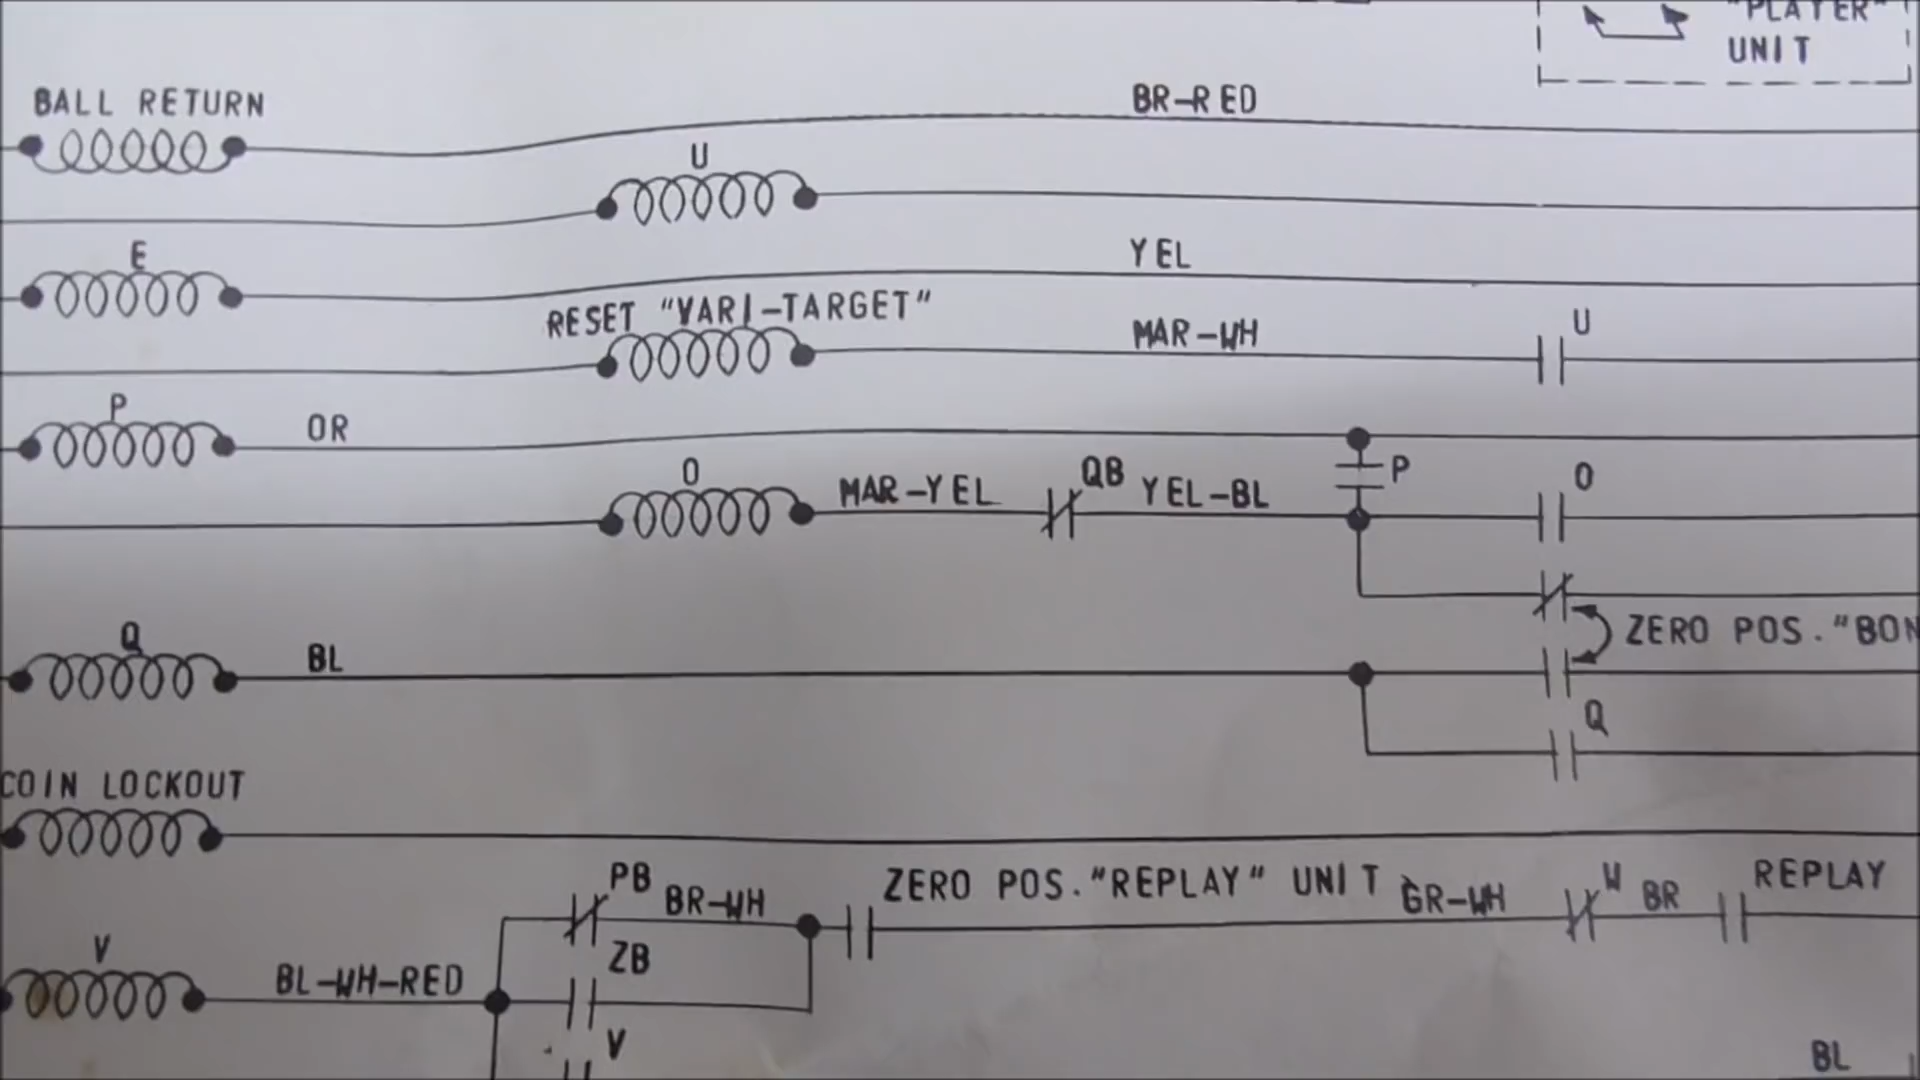 "PLAYER"
UNIT
BALL RETURN
BR-RED
U
E
YEL
RESET "VARI-TARGET"
MAR-WH
U
P
OR
O
MAR-YEL
QB
YEL-BL
P
O
ZERO POS. "BON
Q
BL
Q
COIN LOCKOUT
PB
BR-WH
ZERO POS. "REPLAY" UNIT
GR-WH
W
BR
REPLAY
ZB
V
BL-WH-RED
V
BL